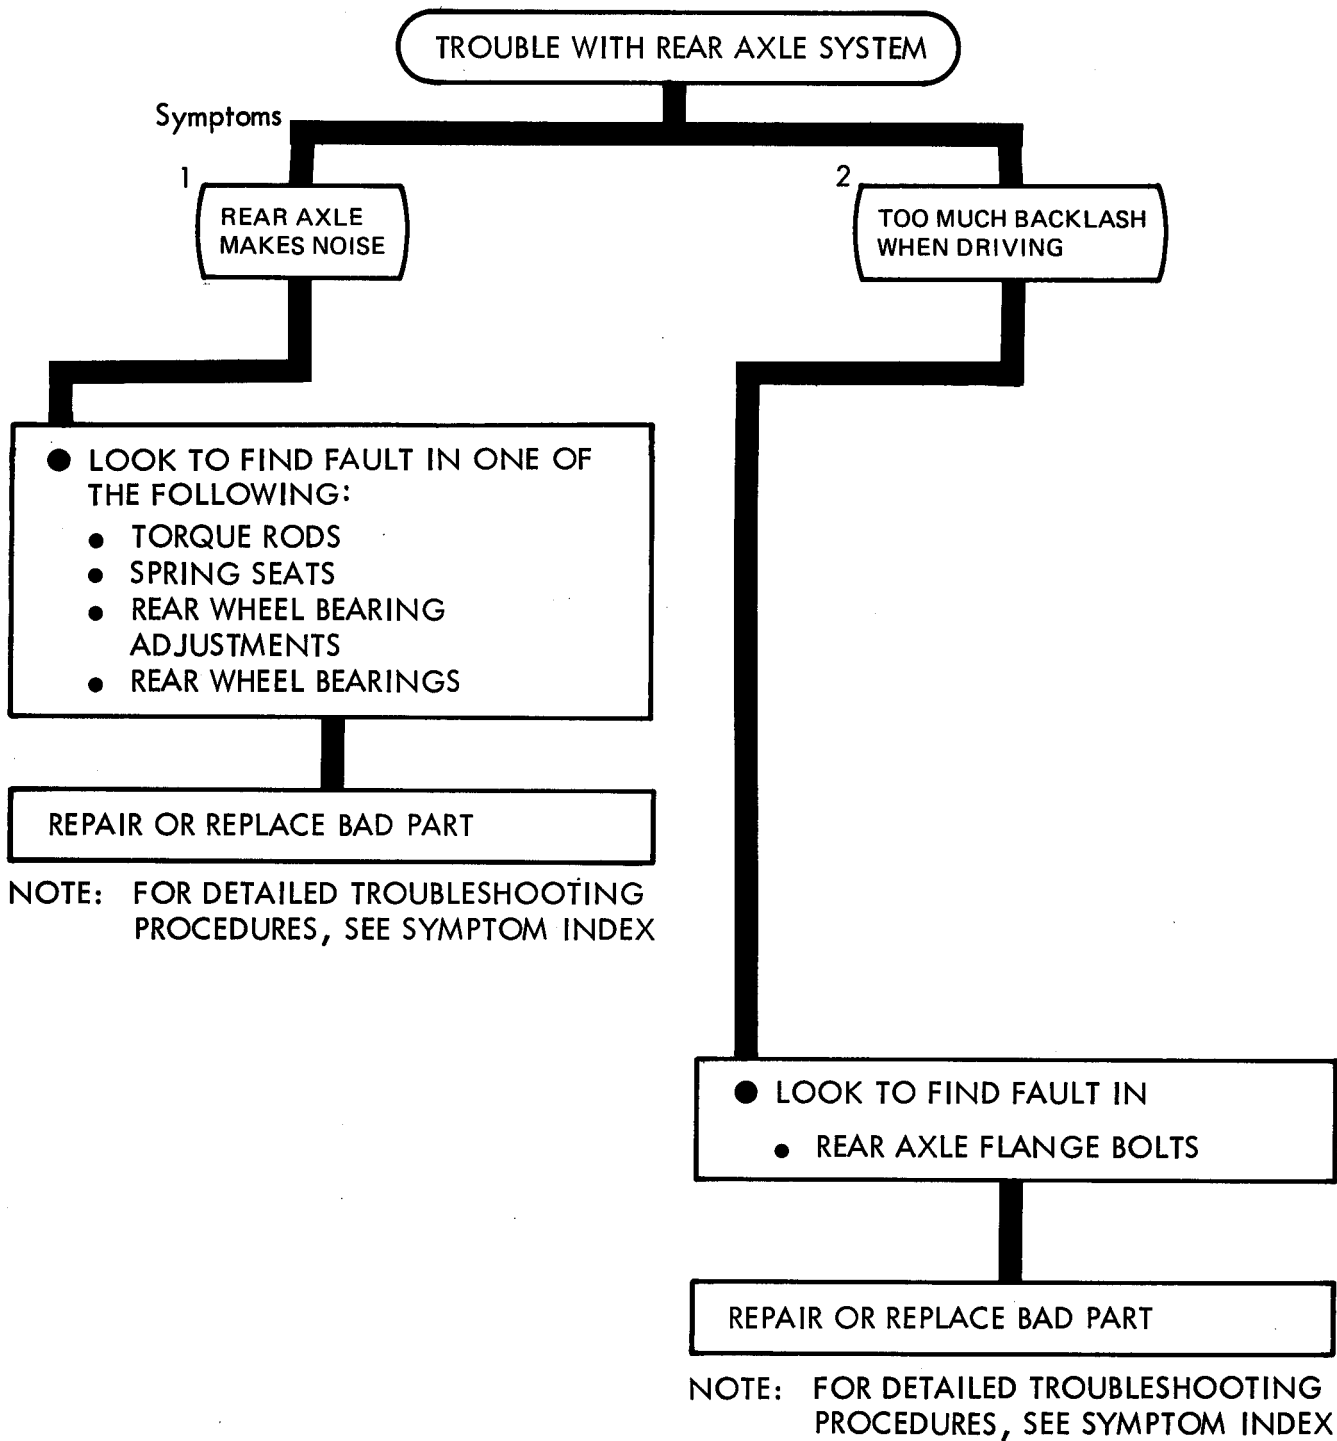 TROUBLE WITH REAR AXLE SYSTEM
Symptoms
1
REAR AXLE
MAKES NOISE
2
TOO MUCH BACKLASH
WHEN DRIVING
● LOOK TO FIND FAULT IN ONE OF
THE FOLLOWING:
● TORQUE RODS
● SPRING SEATS
● REAR WHEEL BEARING
ADJUSTMENTS
● REAR WHEEL BEARINGS
REPAIR OR REPLACE BAD PART
NOTE: FOR DETAILED TROUBLESHOOTING
PROCEDURES, SEE SYMPTOM INDEX
● LOOK TO FIND FAULT IN
● REAR AXLE FLANGE BOLTS
REPAIR OR REPLACE BAD PART
NOTE: FOR DETAILED TROUBLESHOOTING
PROCEDURES, SEE SYMPTOM INDEX